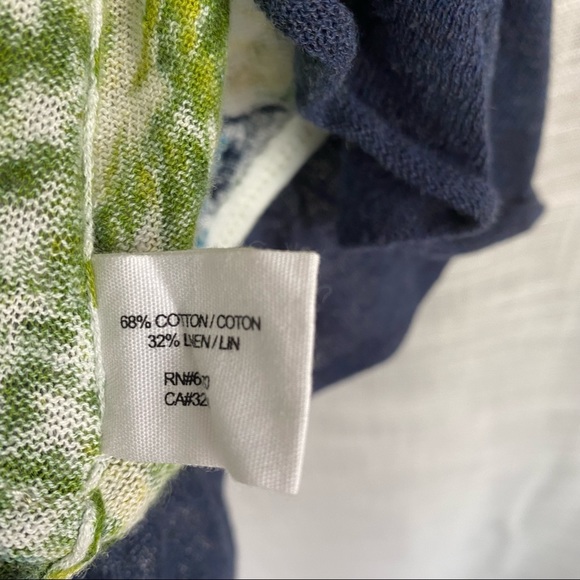 68% COTTON/COTON
32% LINEN/LIN
RN#6
CA#32